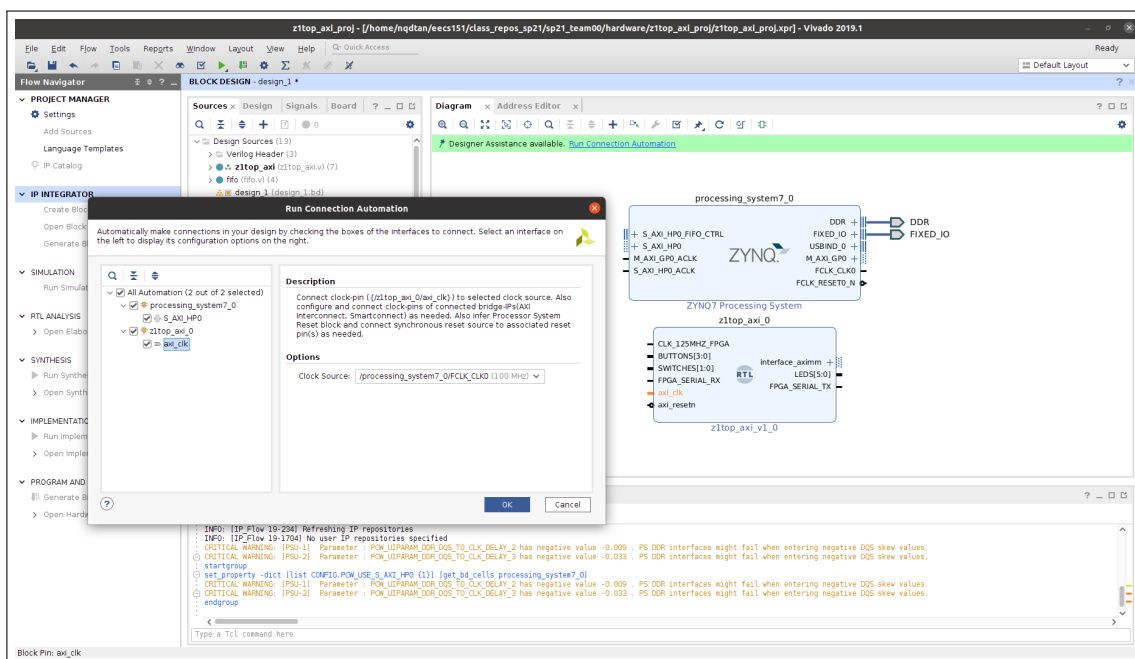 z1top_axi_proj - [/home/nqdtan/eecs151/class_repos_sp21/sp21_team00/hardware/z1top_axi_proj/z1top_axi_proj.xpr] - Vivado 2019.1
File Edit Flow Tools Reports Window Layout View Help Q- Quick Access
Ready
Default Layout
Flow Navigator
BLOCK DESIGN - design_1 *
PROJECT MANAGER
Settings
Add Sources
Language Templates
IP Catalog
IP INTEGRATOR
Create Bloc
Open Block
Generate B
SIMULATION
Run Simulat
RTL ANALYSIS
Open Elabo
SYNTHESIS
Run Synthe
Open Synth
IMPLEMENTATIO
Run Implem
Open Imple
PROGRAM AND
Generate B
Open Hardw
Sources Design Signals Board
0
Design Sources (13)
Verilog Header (3)
z1top_axi (z1top_axi.v) (7)
fifo (fifo.v) (4)
design_1 (design_1.bd)
Diagram Address Editor
Designer Assistance available. Run Connection Automation
processing_system7_0
S_AXI_HP0_FIFO_CTRL
S_AXI_HP0
M_AXI_GP0_ACLK
S_AXI_HP0_ACLK
ZYNQ
DDR
FIXED_IO
USBIND_0
M_AXI_GP0
FCLK_CLK0
FCLK_RESET0_N
DDR
FIXED_IO
ZYNQ7 Processing System
z1top_axi_0
CLK_125MHZ_FPGA
BUTTONS[3:0]
SWITCHES[1:0]
FPGA_SERIAL_RX
axi_clk
axi_resetn
RTL
interface_aximm
LEDS[5:0]
FPGA_SERIAL_TX
z1top_axi_v1_0
Run Connection Automation
Automatically make connections in your design by checking the boxes of the interfaces to connect. Select an interface on
the left to display its configuration options on the right.
All Automation (2 out of 2 selected)
processing_system7_0
S_AXI_HP0
z1top_axi_0
axi_clk
Description
Connect clock-pin ({/z1top_axi_0/axi_clk}) to selected clock source. Also
configure and connect clock-pins of connected bridge-IPs(AXI
Interconnect, Smartconnect) as needed. Also infer Processor System
Reset block and connect synchronous reset source to associated reset
pin(s) as needed.
Options
Clock Source: /processing_system7_0/FCLK_CLK0 (100 MHz)
OK Cancel
INFO: [IP_Flow 19-234] Refreshing IP repositories
INFO: [IP_Flow 19-1704] No user IP repositories specified
CRITICAL WARNING: [PSU-1] Parameter : PCW_UIPARAM_DDR_DQS_TO_CLK_DELAY_2 has negative value -0.009 . PS DDR interfaces might fail when entering negative DQS skew values.
CRITICAL WARNING: [PSU-2] Parameter : PCW_UIPARAM_DDR_DQS_TO_CLK_DELAY_3 has negative value -0.033 . PS DDR interfaces might fail when entering negative DQS skew values.
startgroup
set_property -dict [list CONFIG.PCW_USE_S_AXI_HP0 {1}] [get_bd_cells processing_system7_0]
CRITICAL WARNING: [PSU-1] Parameter : PCW_UIPARAM_DDR_DQS_TO_CLK_DELAY_2 has negative value -0.009 . PS DDR interfaces might fail when entering negative DQS skew values.
CRITICAL WARNING: [PSU-2] Parameter : PCW_UIPARAM_DDR_DQS_TO_CLK_DELAY_3 has negative value -0.033 . PS DDR interfaces might fail when entering negative DQS skew values.
endgroup
Type a Tcl command here
Block Pin: axi_clk